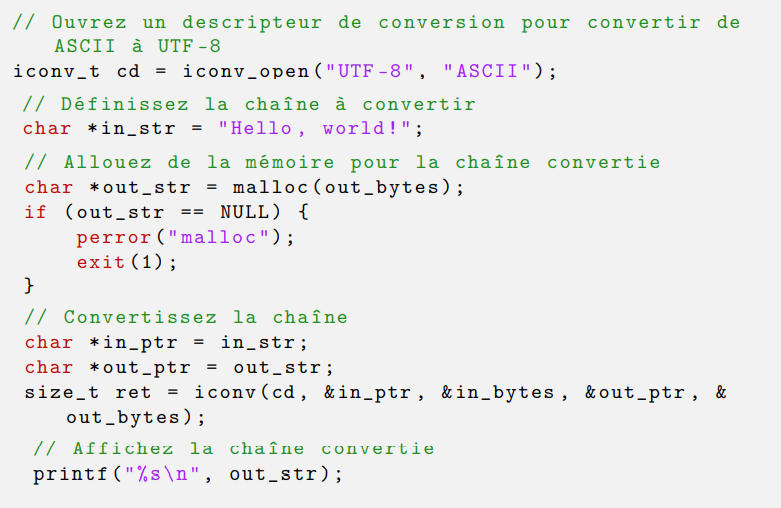 // Ouvrez un descripteur de conversion pour convertir de
ASCII à UTF-8
iconv_t cd = iconv_open("UTF-8", "ASCII");
// Définissez la chaîne à convertir
char *in_str = "Hello, world!";
// Allouez de la mémoire pour la chaîne convertie
char *out_str = malloc(out_bytes);
if (out_str == NULL) {
perror("malloc");
exit(1);
}
// Convertissez la chaîne
char *in_ptr = in_str;
char *out_ptr = out_str;
size_t ret = iconv(cd, &in_ptr, &in_bytes, &out_ptr, &
out_bytes);
// Affichez la chaîne convertie
printf("%s\n", out_str);